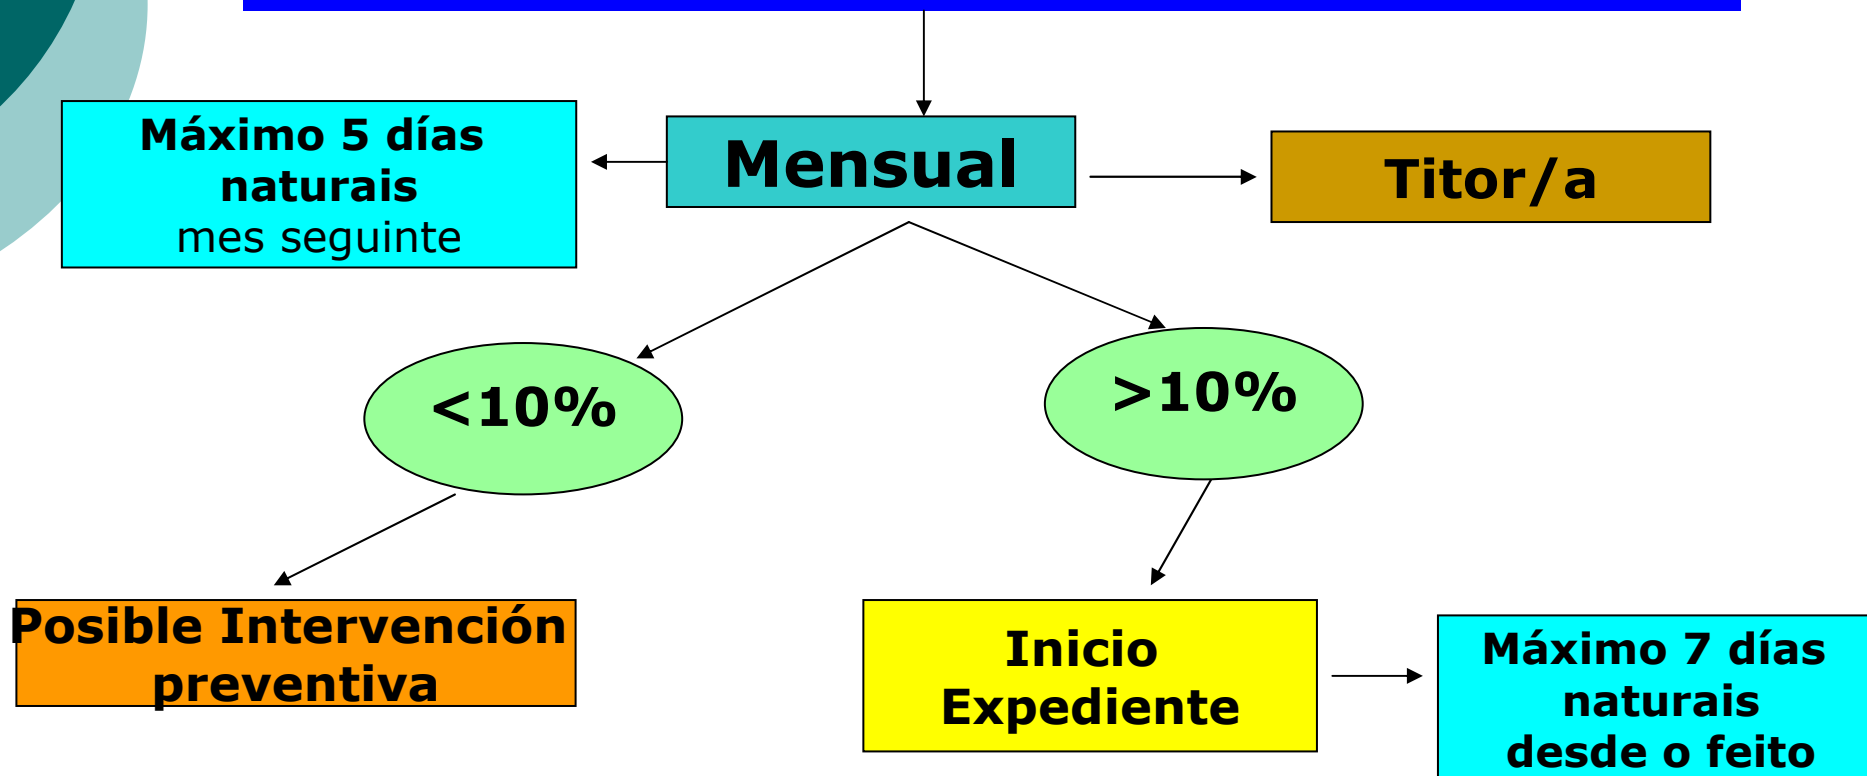 Máximo 5 días
naturais
mes seguinte
Mensual
Titor/a
<10%
>10%
Posible Intervención
preventiva
Inicio
Expediente
Máximo 7 días
naturais
desde o feito